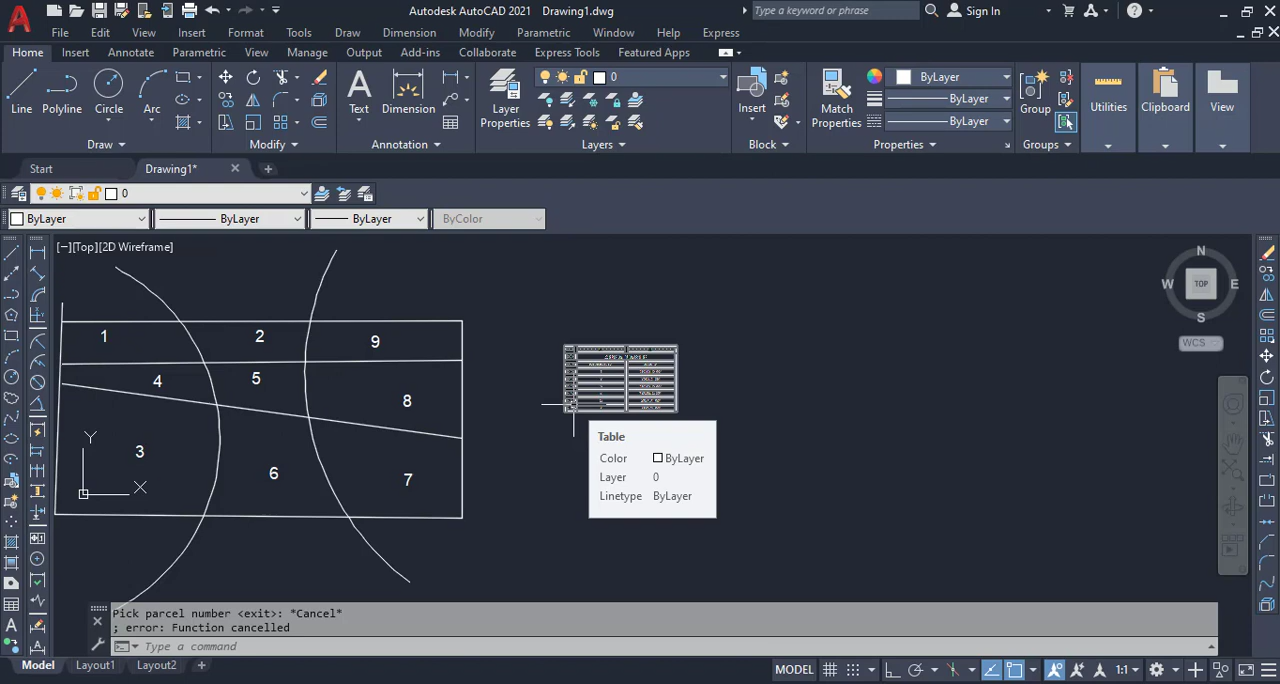 Autodesk AutoCAD 2021 Drawing1.dwg
Type a keyword or phrase
Sign In
File Edit View Insert Format Tools Draw Dimension Modify Parametric Window Help Express
Home Insert Annotate Parametric View Manage Output Add-ins Collaborate Express Tools Featured Apps
Line Polyline Circle Arc
Text Dimension
Layer Properties
0
Insert
Match Properties
ByLayer
ByLayer
ByLayer
Group
Utilities
Clipboard
View
Draw Modify Annotation Layers Block Properties Groups
Start Drawing1*
0
ByLayer ByLayer ByLayer ByColor
[−][Top][2D Wireframe]
N
W TOP E
S
WCS
1 2 9
4 5 8
3 6 7
Y
X
AREA TABLE
Table
Color ByLayer
Layer 0
Linetype ByLayer
Pick parcel number <exit>: *Cancel*
; error: Function cancelled
Type a command
Model Layout1 Layout2
MODEL 1:1